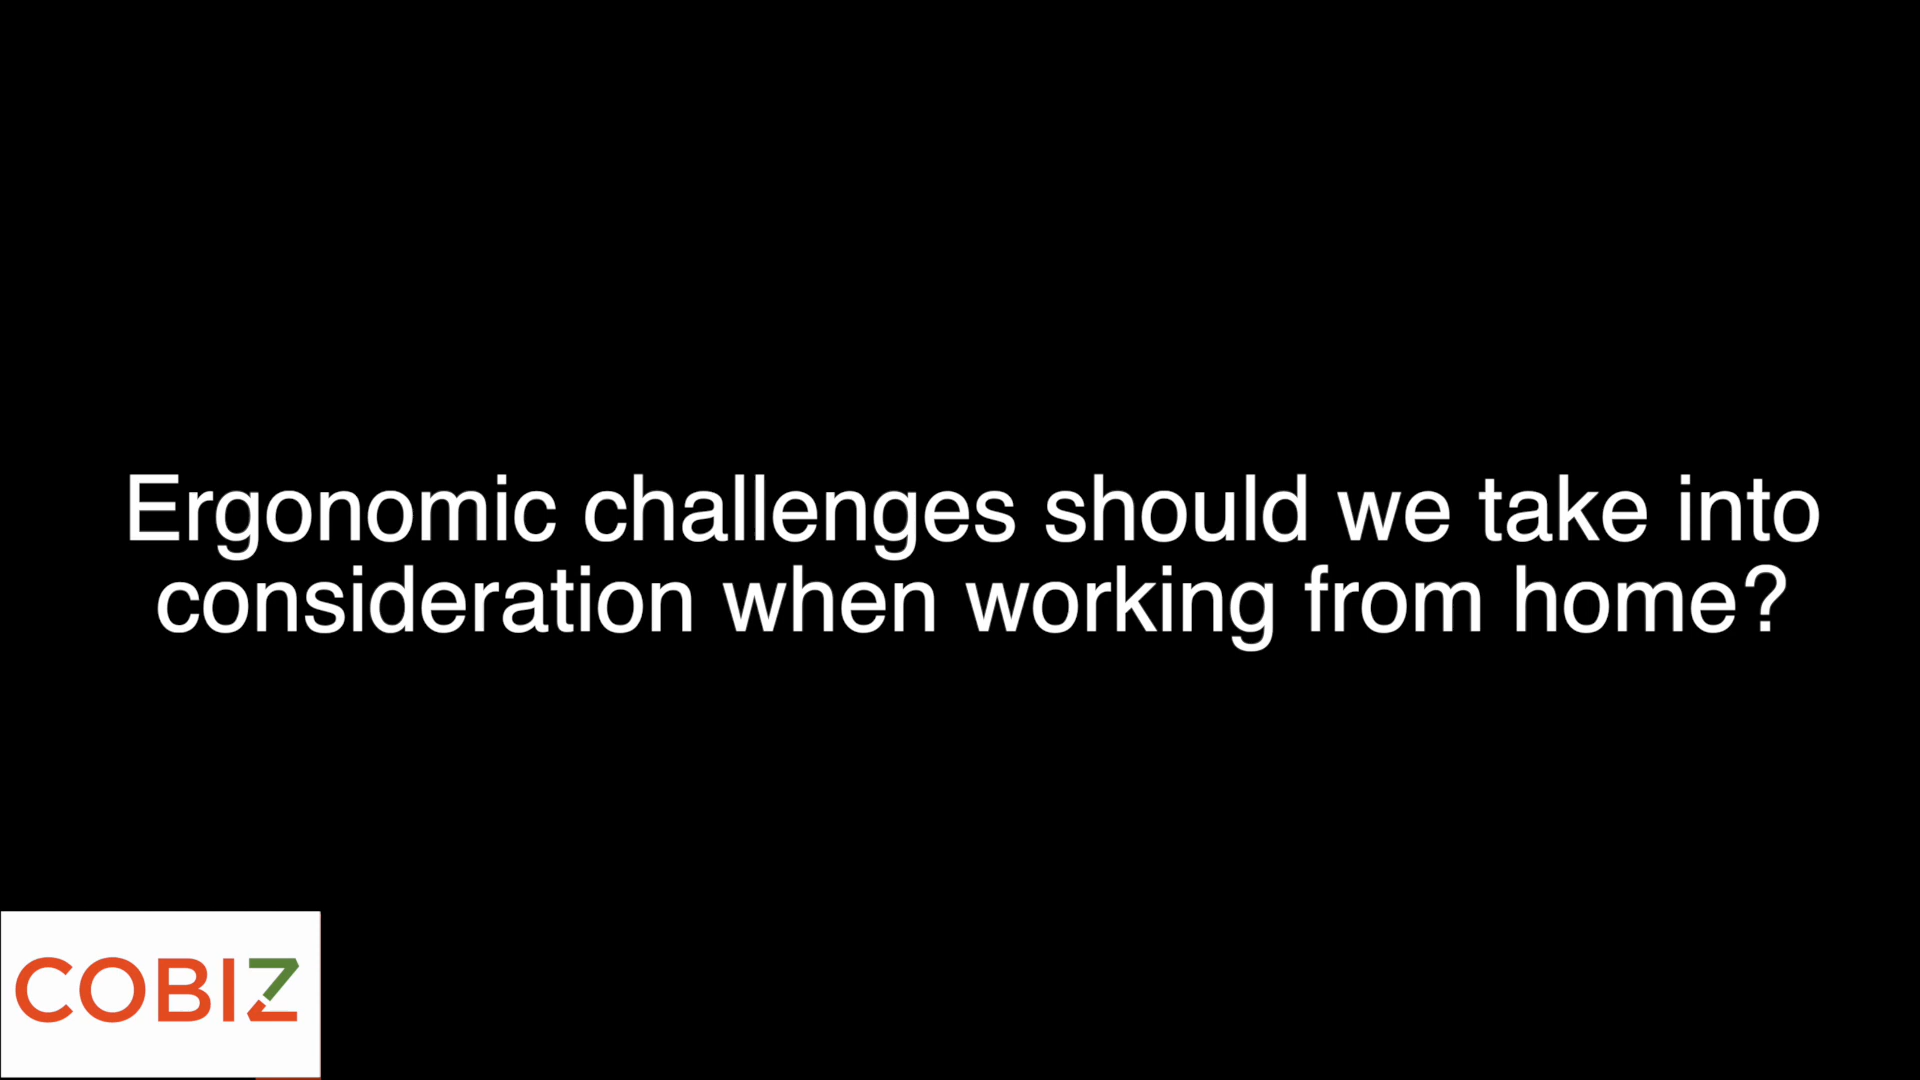 Ergonomic challenges should we take into
consideration when working from home?
COBIZ